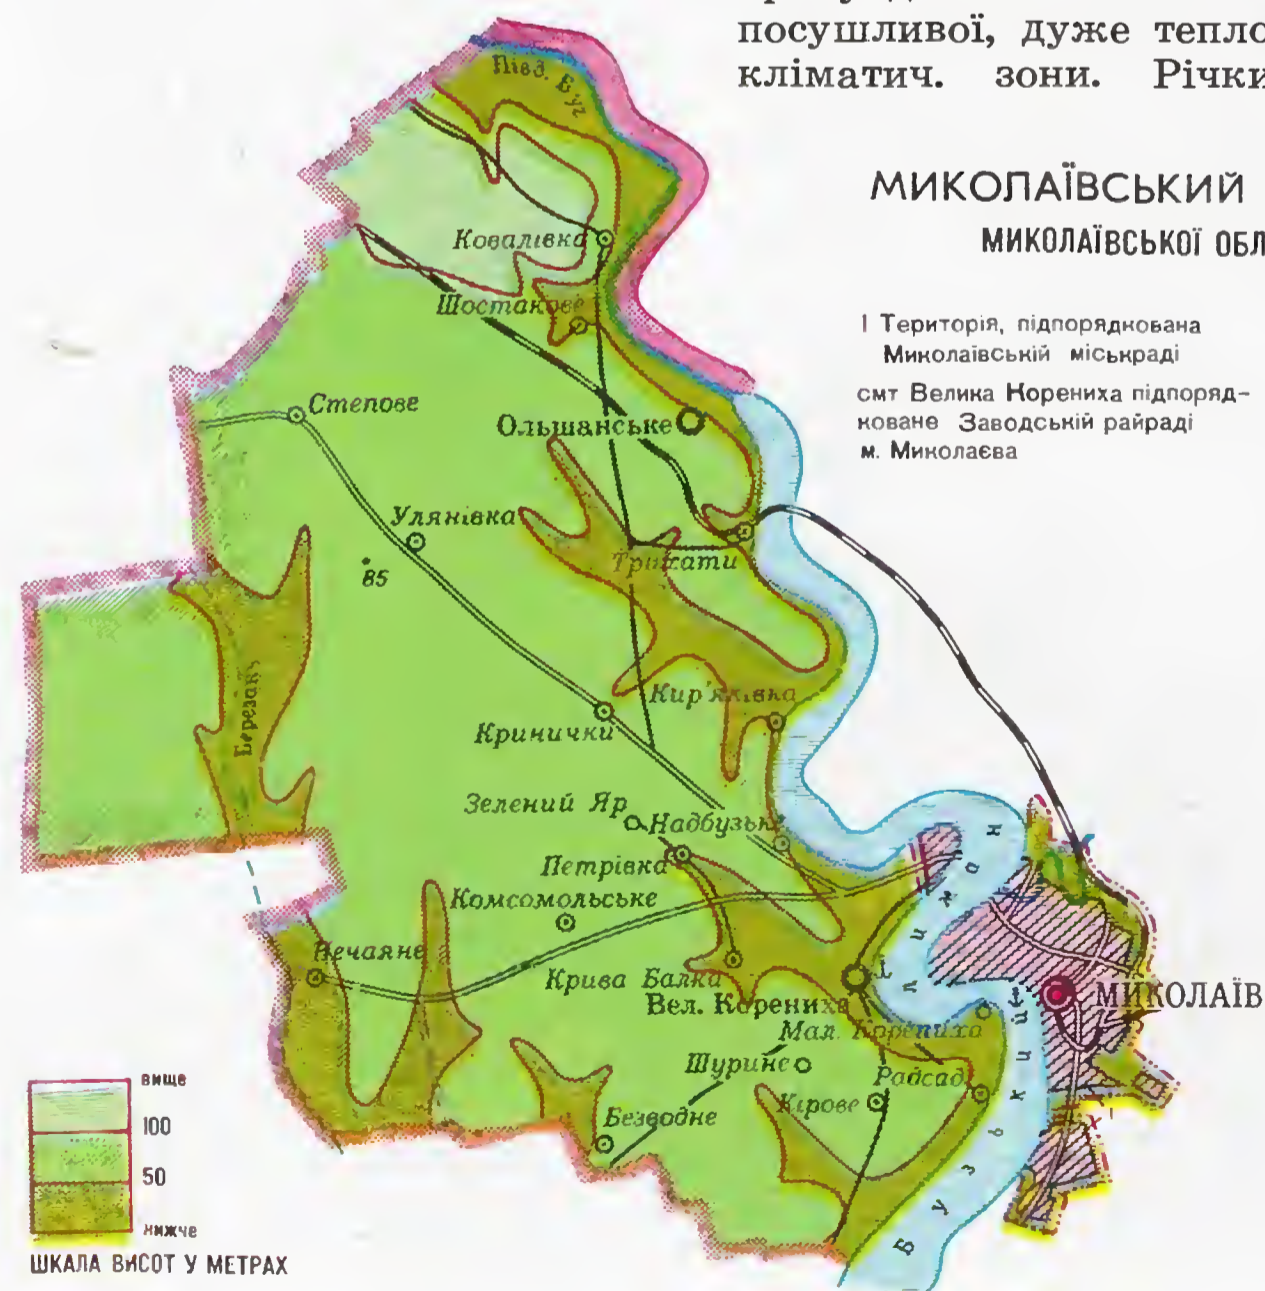 посушливої, дуже тепло
кліматич. зони. Річки
МИКОЛАЇВСЬКИЙ
МИКОЛАЇВСЬКОЇ ОБЛ
І Територія, підпорядкована
Миколаївській міськраді
смт Велика Корениха підпоряд-
коване Заводській райраді
м. Миколаєва
Півд. Буг
Ковалівка
Шостакове
Степове
Ольшанське
Улянівка
85
Трихати
Березань
Кир'яківка
Кринички
Зелений Яр
Надбузьке
Петрівка
Комсомольське
Нечаяне
Крива Балка
Вел. Корениха
І
МИКОЛАЇВ
Мал. Корениха
Шурине
Радсад
Кірове
Безводне
Бузький лиман
вище
100
50
нижче
ШКАЛА ВИСОТ У МЕТРАХ